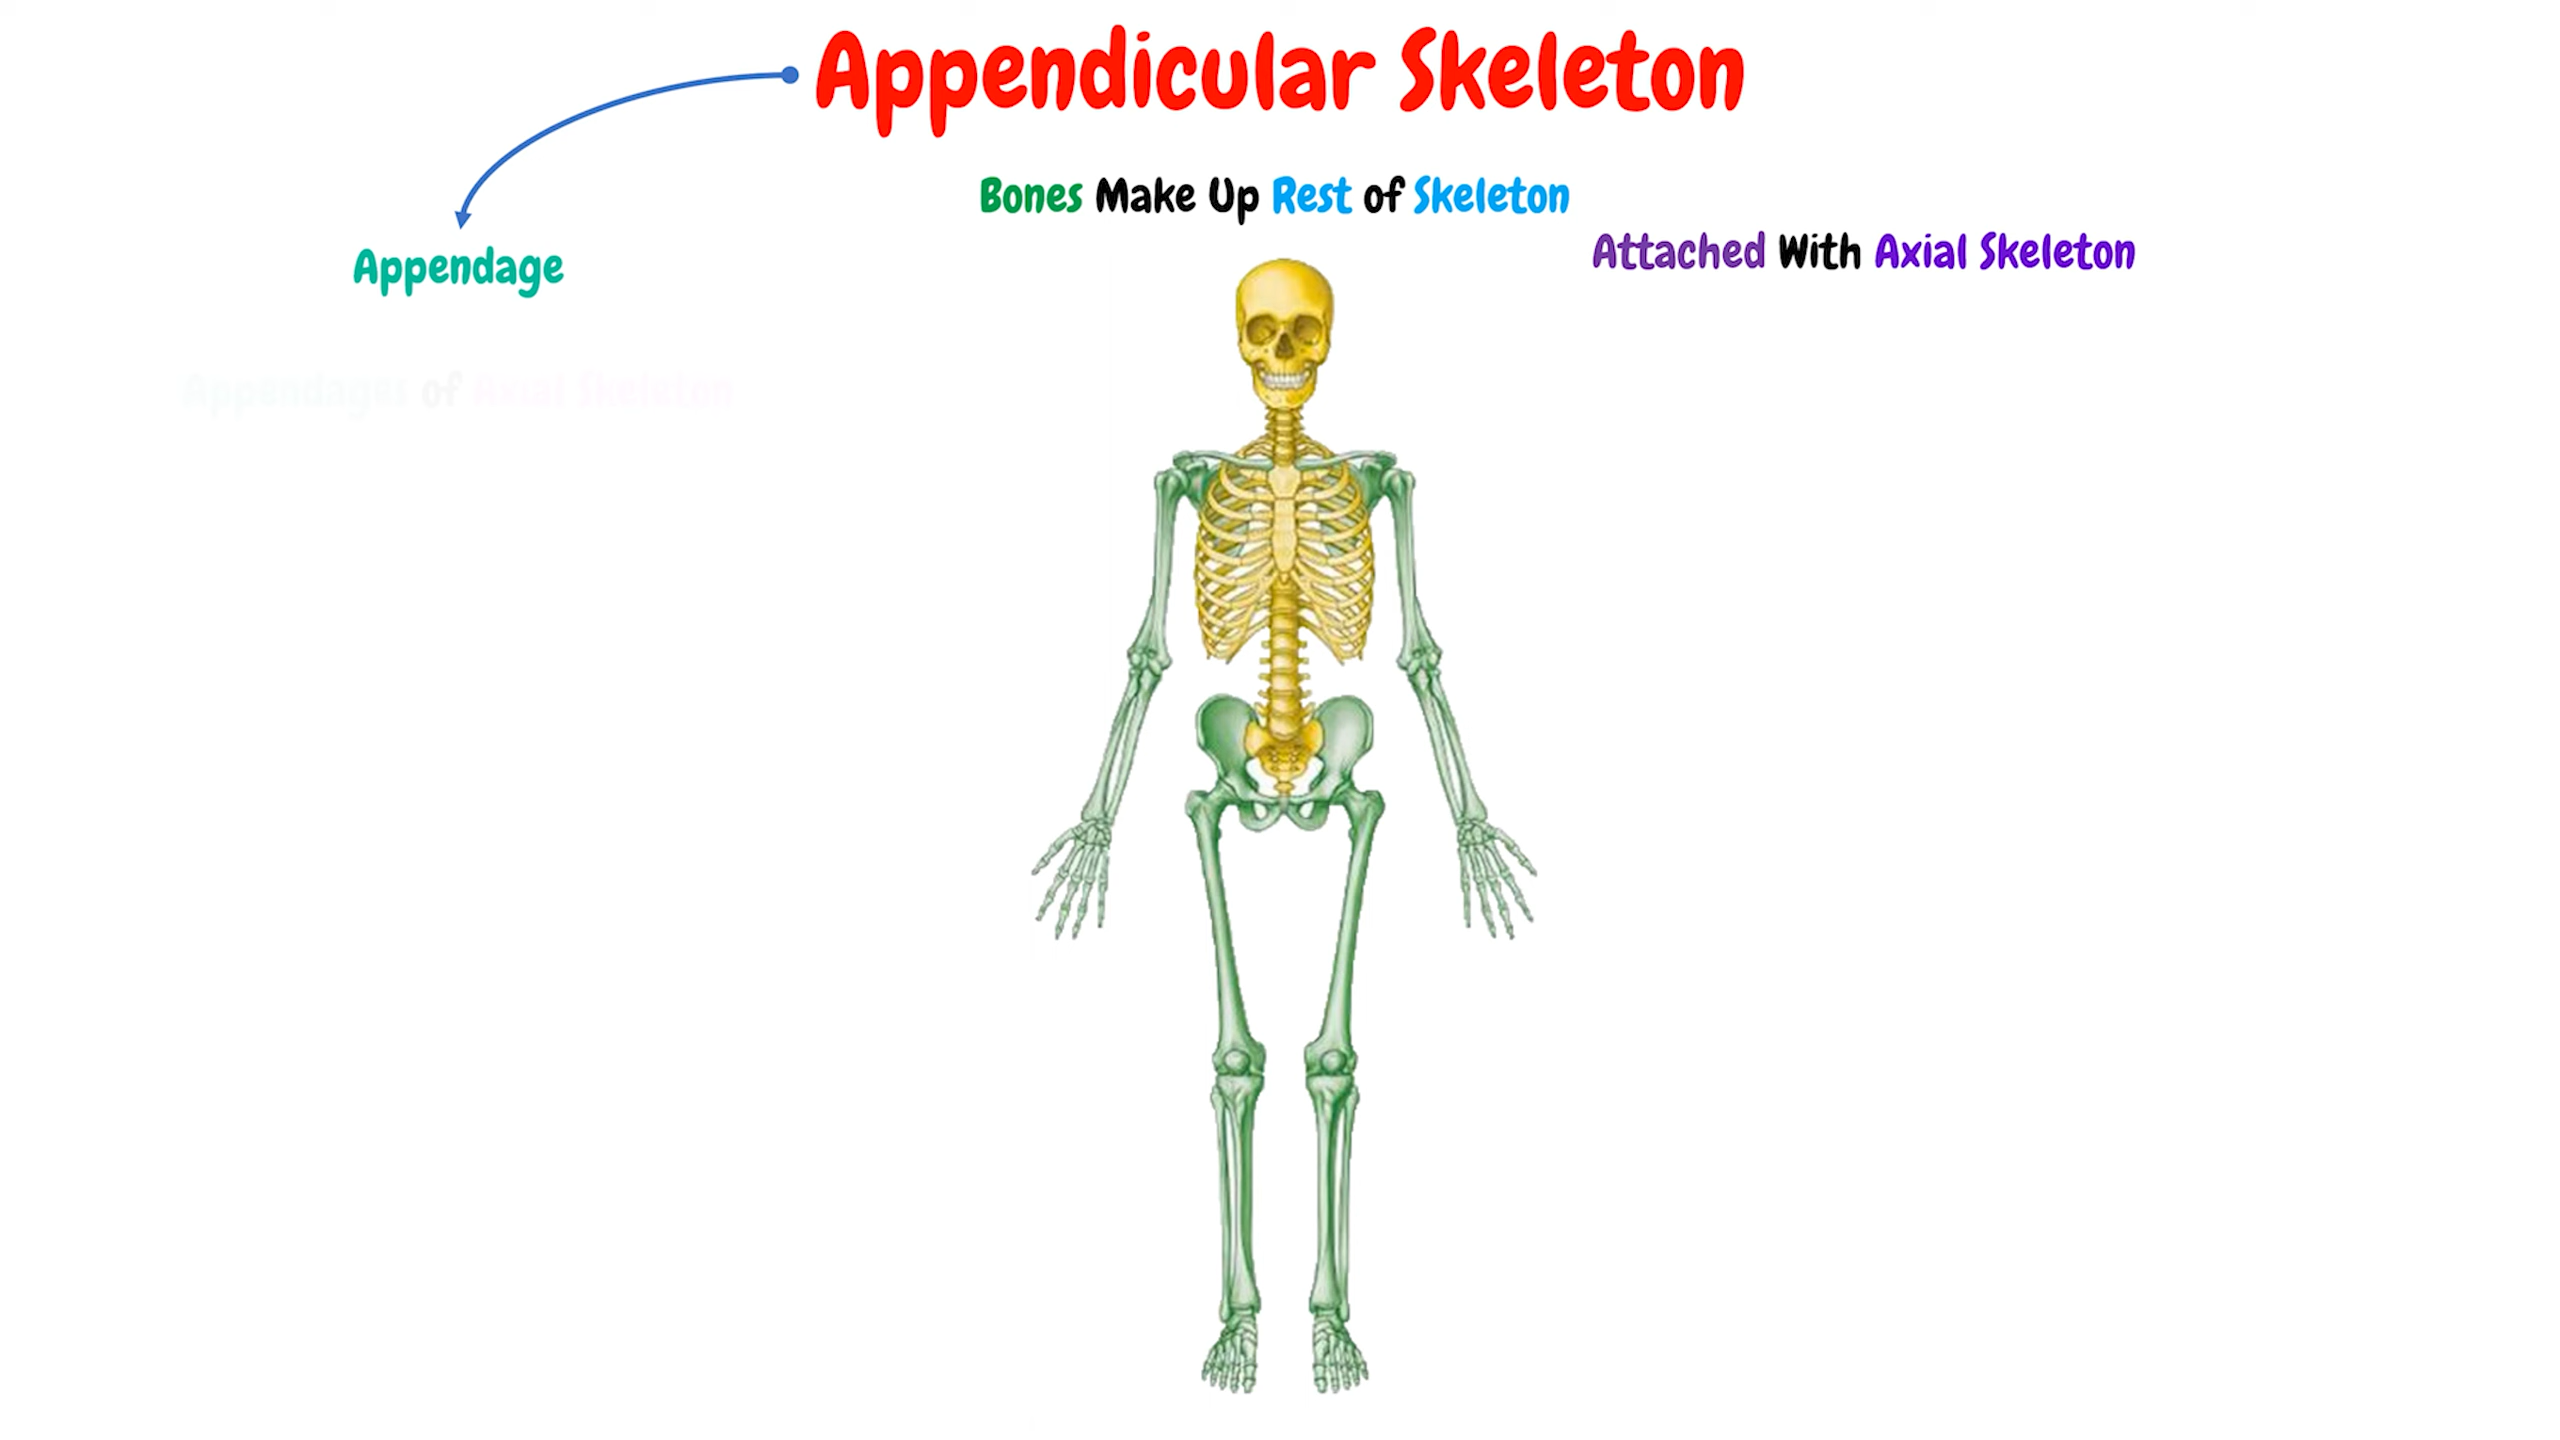 Appendicular Skeleton
Bones Make Up Rest of Skeleton
Attached With Axial Skeleton
Appendage
Appendages of Axial Skeleton